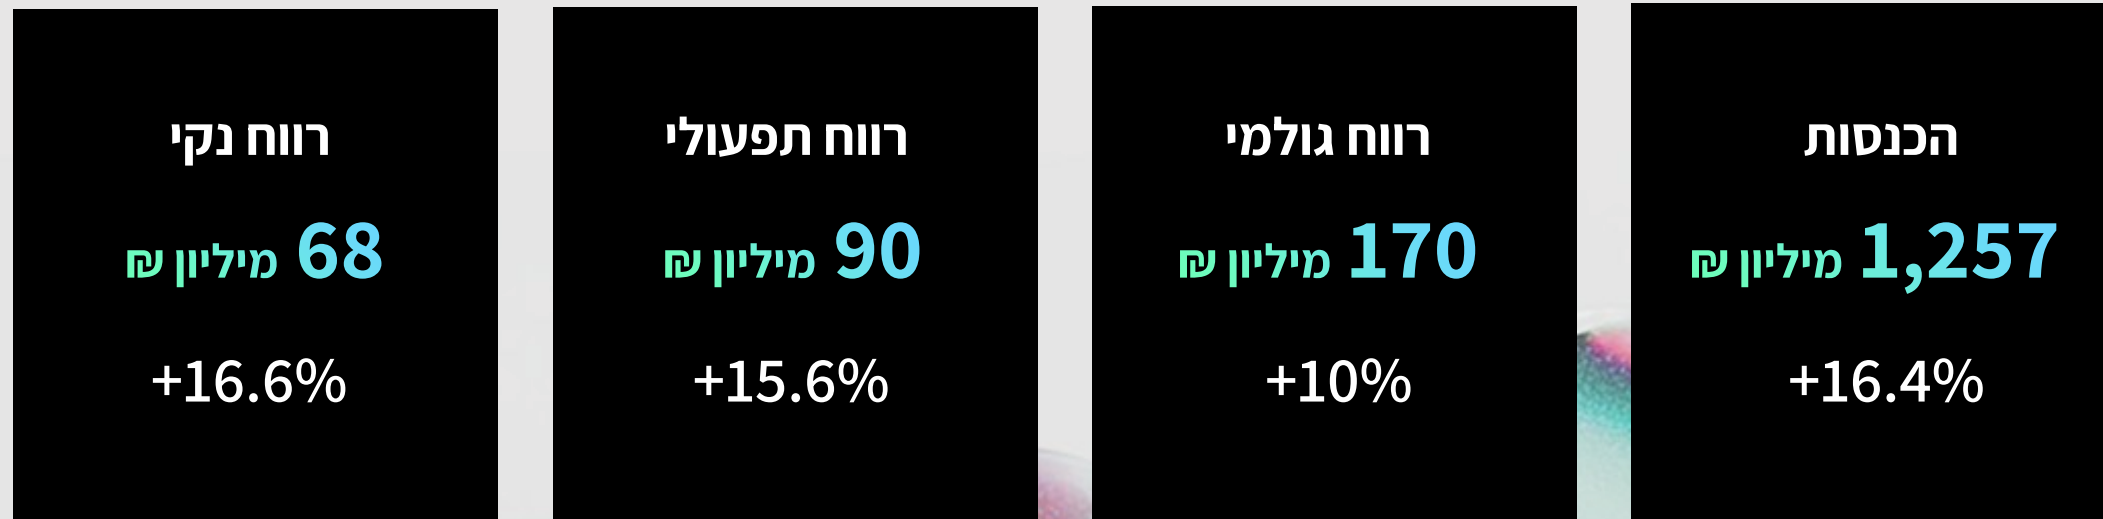 הכנסות
1,257 מיליון ₪
+16.4%
רווח גולמי
170 מיליון ₪
+10%
רווח תפעולי
90 מיליון ₪
+15.6%
רווח נקי
68 מיליון ₪
+16.6%